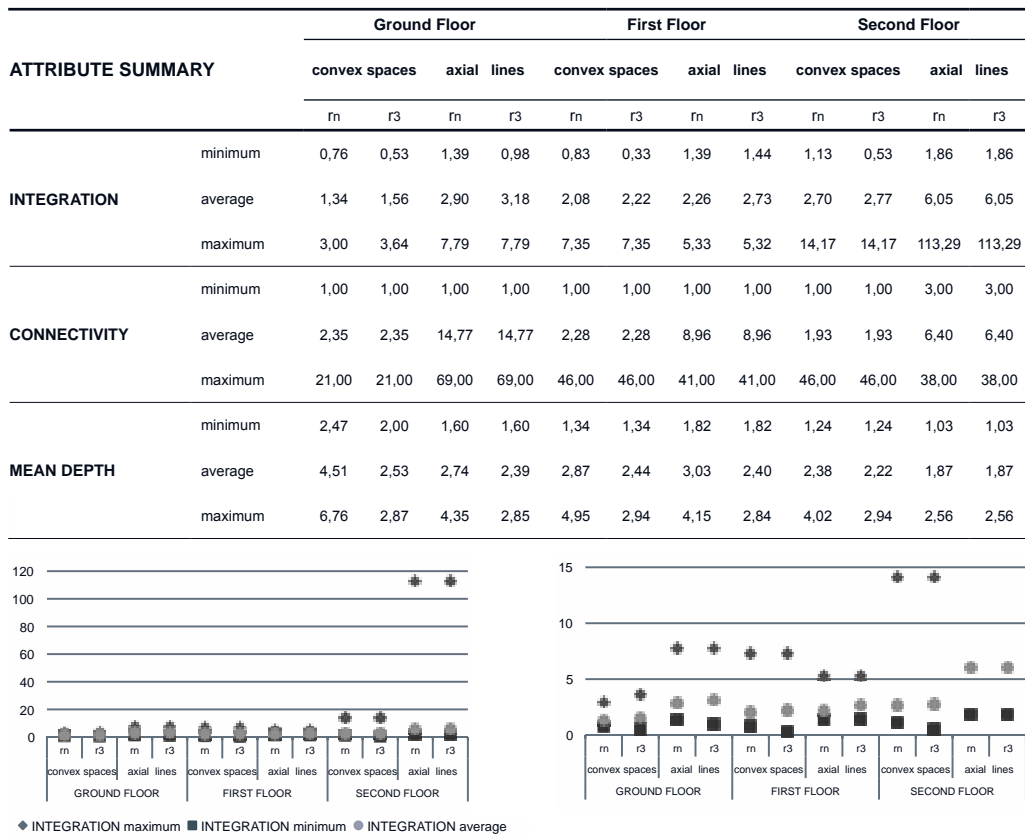 Ground Floor First Floor Second Floor
ATTRIBUTE SUMMARY convex spaces axial lines convex spaces axial lines convex spaces axial lines
rn r3 rn r3 rn r3 rn r3 rn r3 rn r3
minimum 0,76 0,53 1,39 0,98 0,83 0,33 1,39 1,44 1,13 0,53 1,86 1,86
INTEGRATION average 1,34 1,56 2,90 3,18 2,08 2,22 2,26 2,73 2,70 2,77 6,05 6,05
maximum 3,00 3,64 7,79 7,79 7,35 7,35 5,33 5,32 14,17 14,17 113,29 113,29
minimum 1,00 1,00 1,00 1,00 1,00 1,00 1,00 1,00 1,00 1,00 3,00 3,00
CONNECTIVITY average 2,35 2,35 14,77 14,77 2,28 2,28 8,96 8,96 1,93 1,93 6,40 6,40
maximum 21,00 21,00 69,00 69,00 46,00 46,00 41,00 41,00 46,00 46,00 38,00 38,00
minimum 2,47 2,00 1,60 1,60 1,34 1,34 1,82 1,82 1,24 1,24 1,03 1,03
MEAN DEPTH average 4,51 2,53 2,74 2,39 2,87 2,44 3,03 2,40 2,38 2,22 1,87 1,87
maximum 6,76 2,87 4,35 2,85 4,95 2,94 4,15 2,84 4,02 2,94 2,56 2,56
120
100
80
60
40
20
0
rn r3 rn r3 rn r3 rn r3 rn r3 rn r3
convex spaces axial lines convex spaces axial lines convex spaces axial lines
GROUND FLOOR FIRST FLOOR SECOND FLOOR
INTEGRATION maximum INTEGRATION minimum INTEGRATION average
15
10
5
0
rn r3 rn r3 rn r3 rn r3 rn r3 rn r3
convex spaces axial lines convex spaces axial lines convex spaces axial lines
GROUND FLOOR FIRST FLOOR SECOND FLOOR